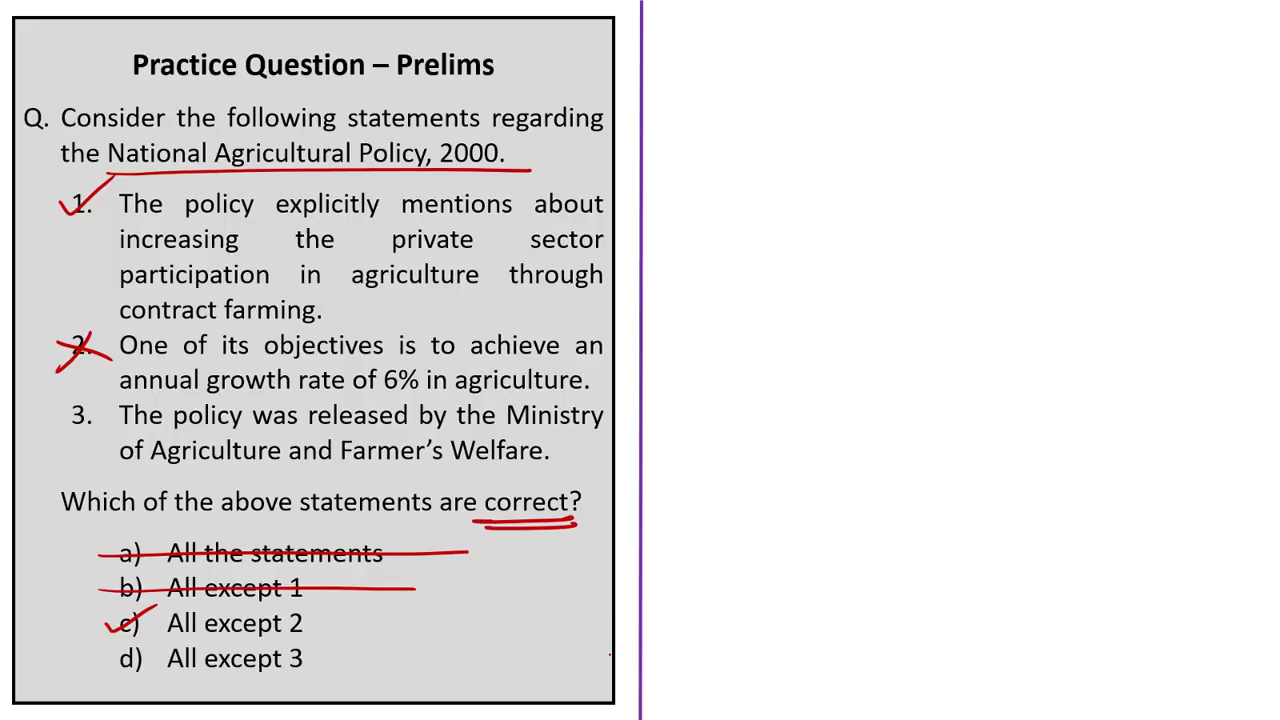 Practice Question – Prelims
Q. Consider the following statements regarding
the National Agricultural Policy, 2000.
1. The policy explicitly mentions about
increasing the private sector
participation in agriculture through
contract farming.
2. One of its objectives is to achieve an
annual growth rate of 6% in agriculture.
3. The policy was released by the Ministry
of Agriculture and Farmer’s Welfare.
Which of the above statements are correct?
a) All the statements
b) All except 1
c) All except 2
d) All except 3